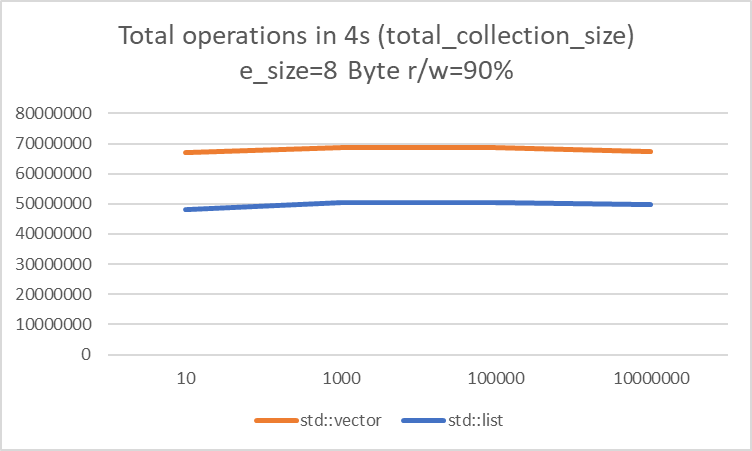 Total operations in 4s (total_collection_size)
e_size=8 Byte r/w=90%
80000000
70000000
60000000
50000000
40000000
30000000
20000000
10000000
0
10 1000 100000 10000000
std::vector std::list